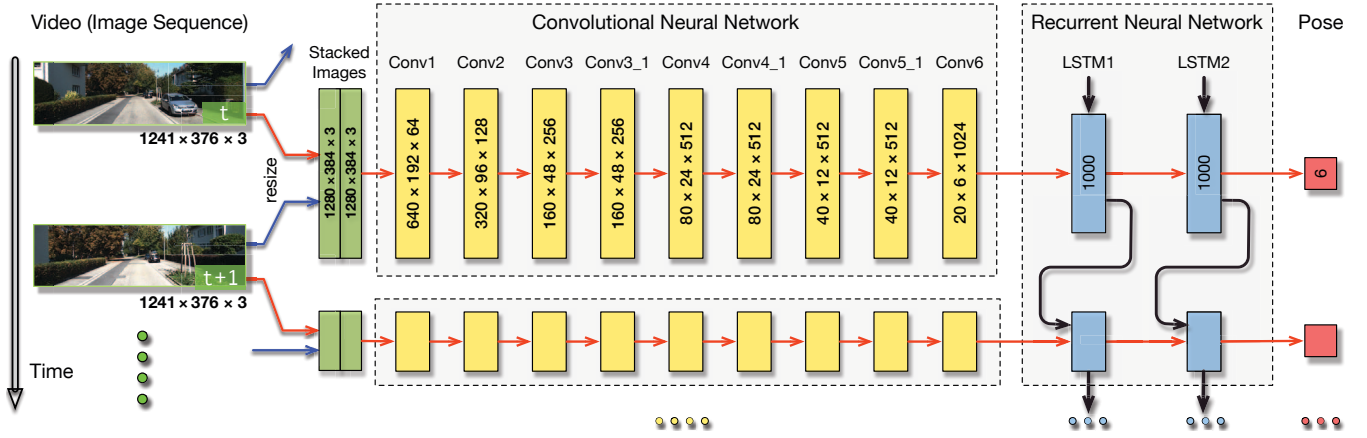 Video (Image Sequence)
Convolutional Neural Network
Recurrent Neural Network
Pose
Stacked
Images
Conv1
Conv2
Conv3
Conv3_1
Conv4
Conv4_1
Conv5
Conv5_1
Conv6
LSTM1
LSTM2
t
1241 × 376 × 3
resize
1280 × 384 × 3
1280 × 384 × 3
640 × 192 × 64
320 × 96 × 128
160 × 48 × 256
160 × 48 × 256
80 × 24 × 512
80 × 24 × 512
40 × 12 × 512
40 × 12 × 512
20 × 6 × 1024
1000
1000
6
t+1
1241 × 376 × 3
Time